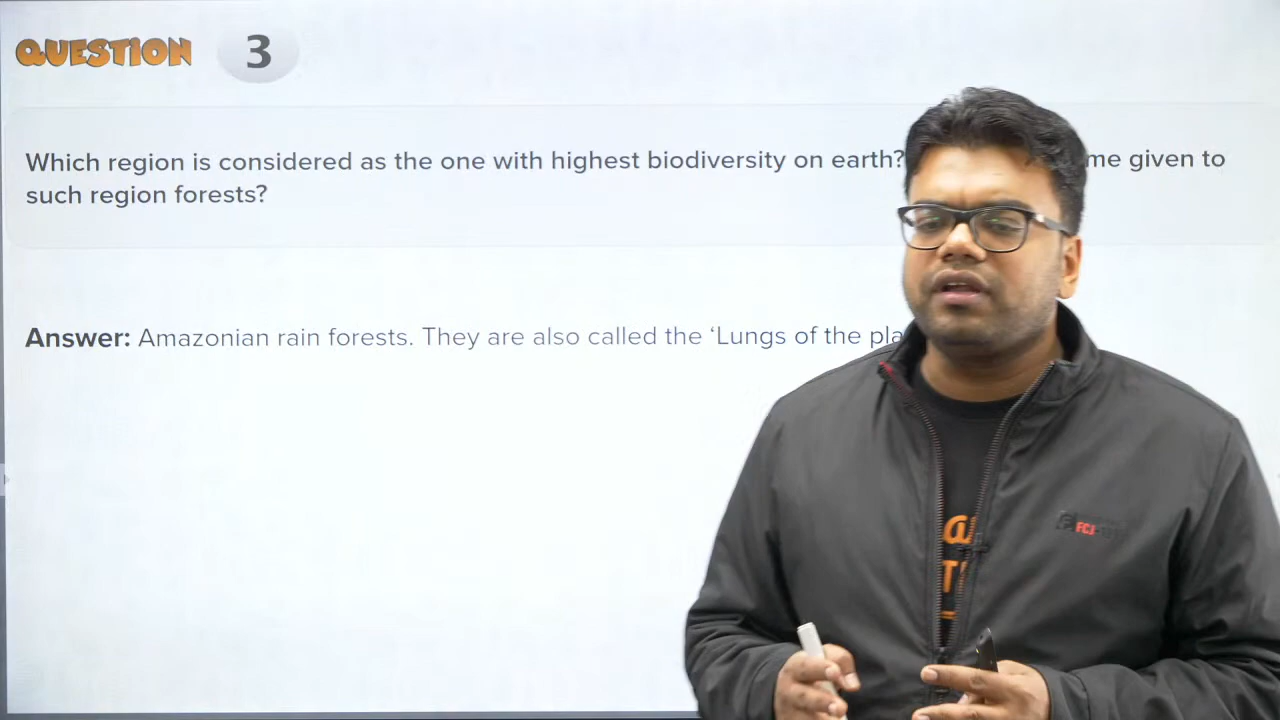 QUESTION 3
Which region is considered as the one with highest biodiversity on earth? me given to
such region forests?
Answer: Amazonian rain forests. They are also called the ‘Lungs of the pla
FCJ